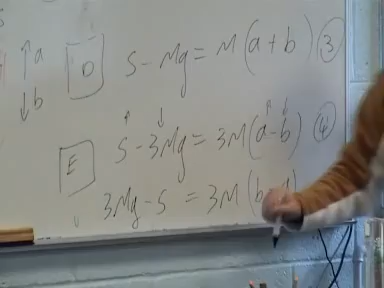 ↑a
↓b
D S - Mg = M(a + b) ③
E S - 3Mg = 3M(a - b) ④
3Mg - S = 3M(b